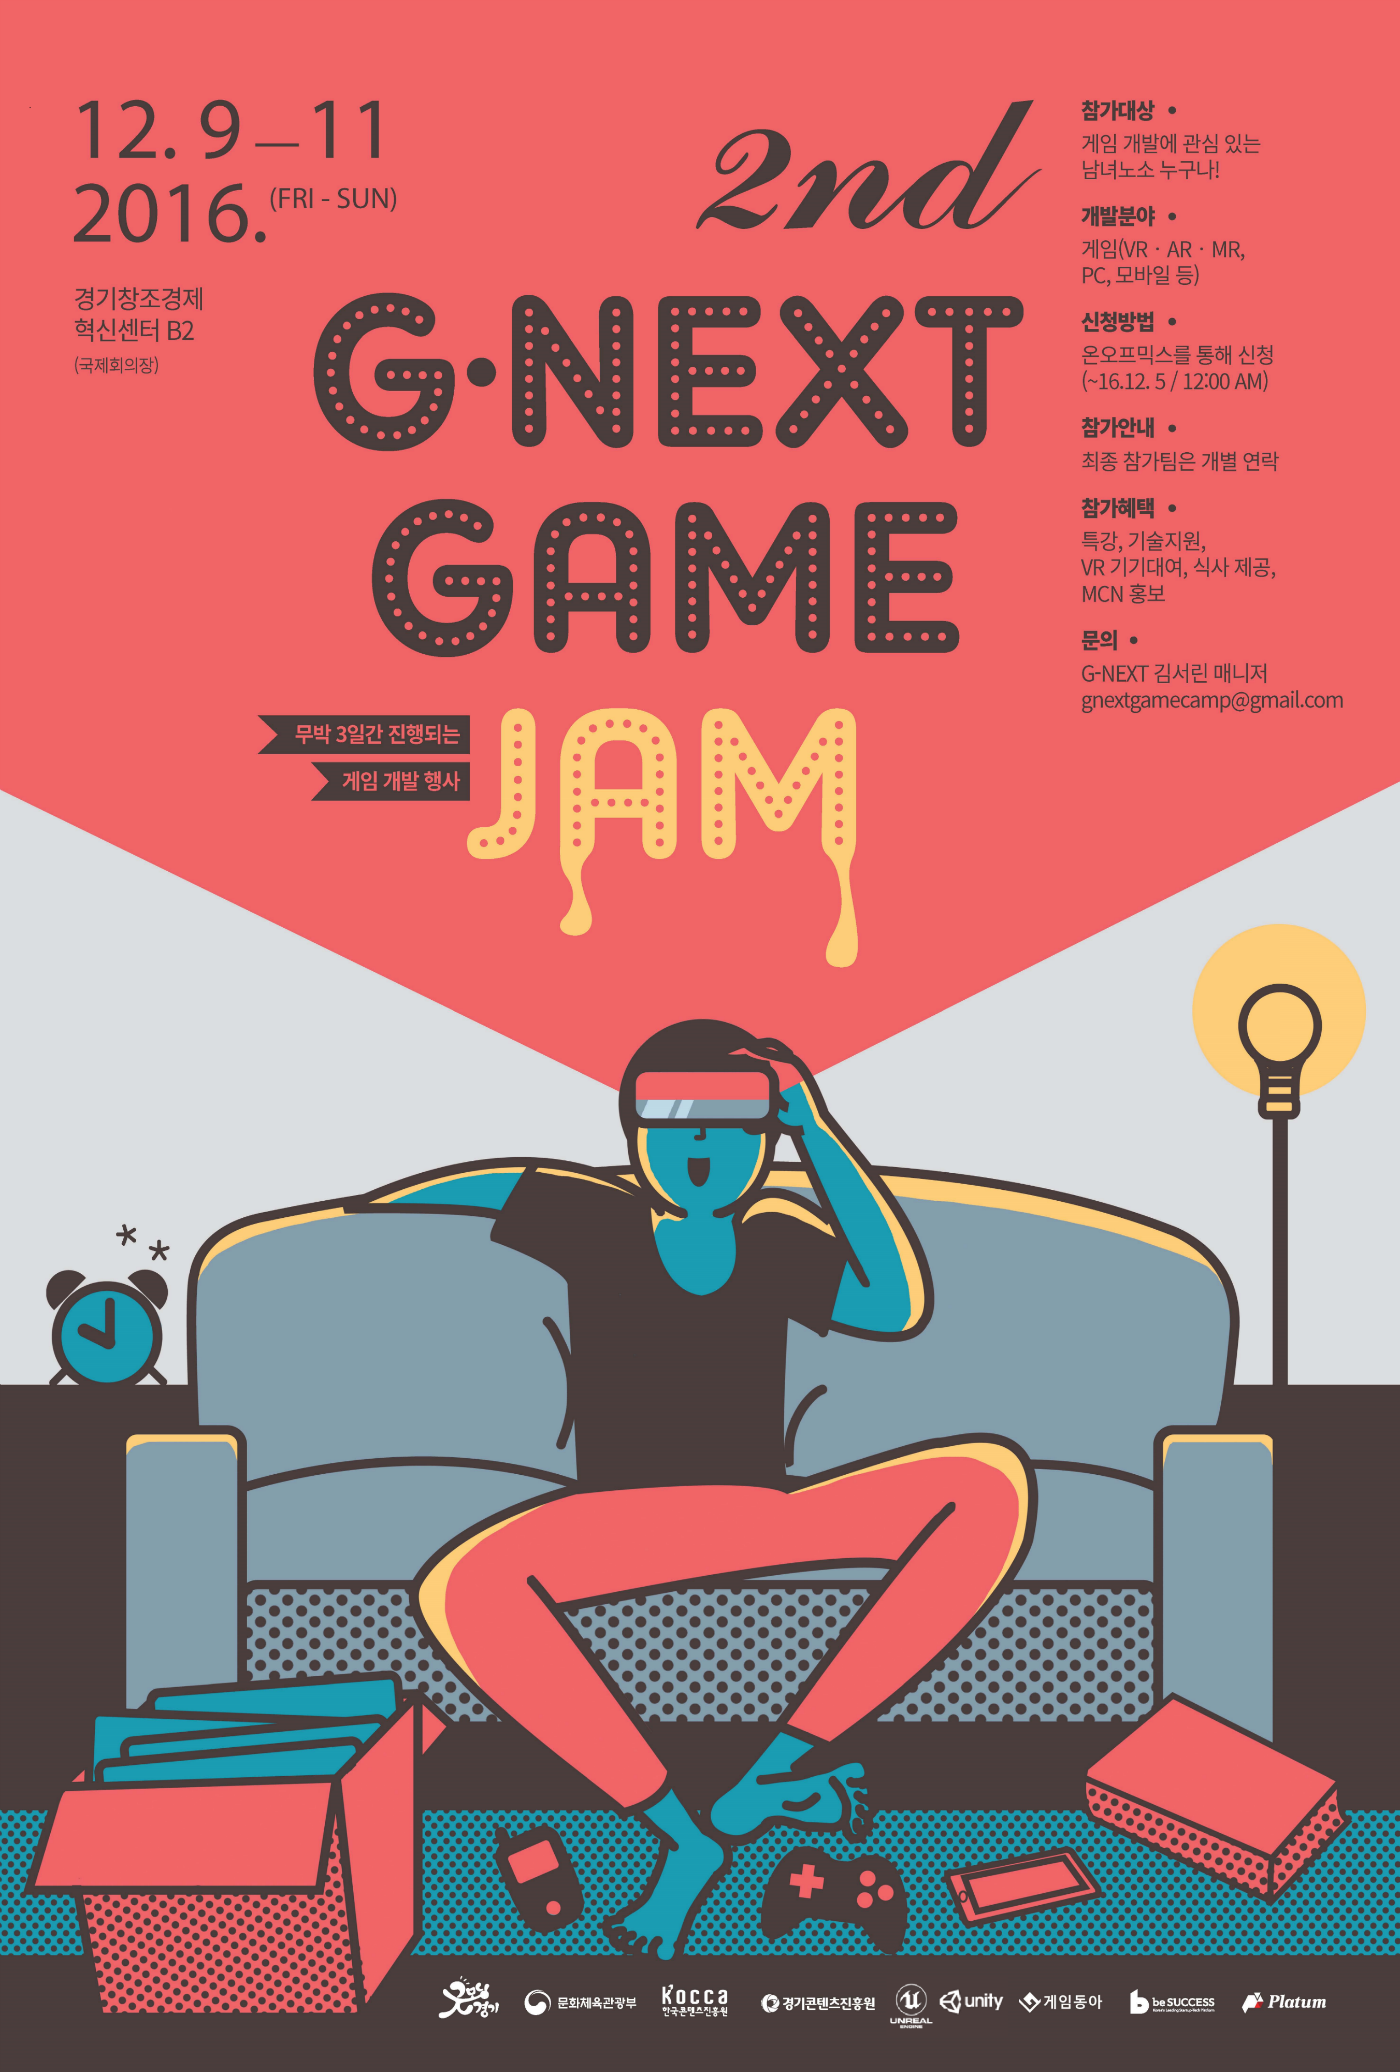 12. 9 — 11
2016. (FRI - SUN)
경기창조경제
혁신센터 B2
(국제회의장)
2nd
G·NEXT
GAME
JAM
무박 3일간 진행되는
게임 개발 행사
참가대상 •
게임 개발에 관심 있는
남녀노소 누구나!
개발분야 •
게임(VR · AR · MR,
PC, 모바일 등)
신청방법 •
온오프믹스를 통해 신청
(~16.12. 5 / 12:00 AM)
참가안내 •
최종 참가팀은 개별 연락
참가혜택 •
특강, 기술지원,
VR 기기대여, 식사 제공,
MCN 홍보
문의 •
G-NEXT 김서린 매니저
gnextgamecamp@gmail.com
굿모닝
경기
문화체육관광부
Kocca
한국콘텐츠진흥원
경기콘텐츠진흥원
UNREAL
ENGINE
unity
게임동아
beSUCCESS
Platum